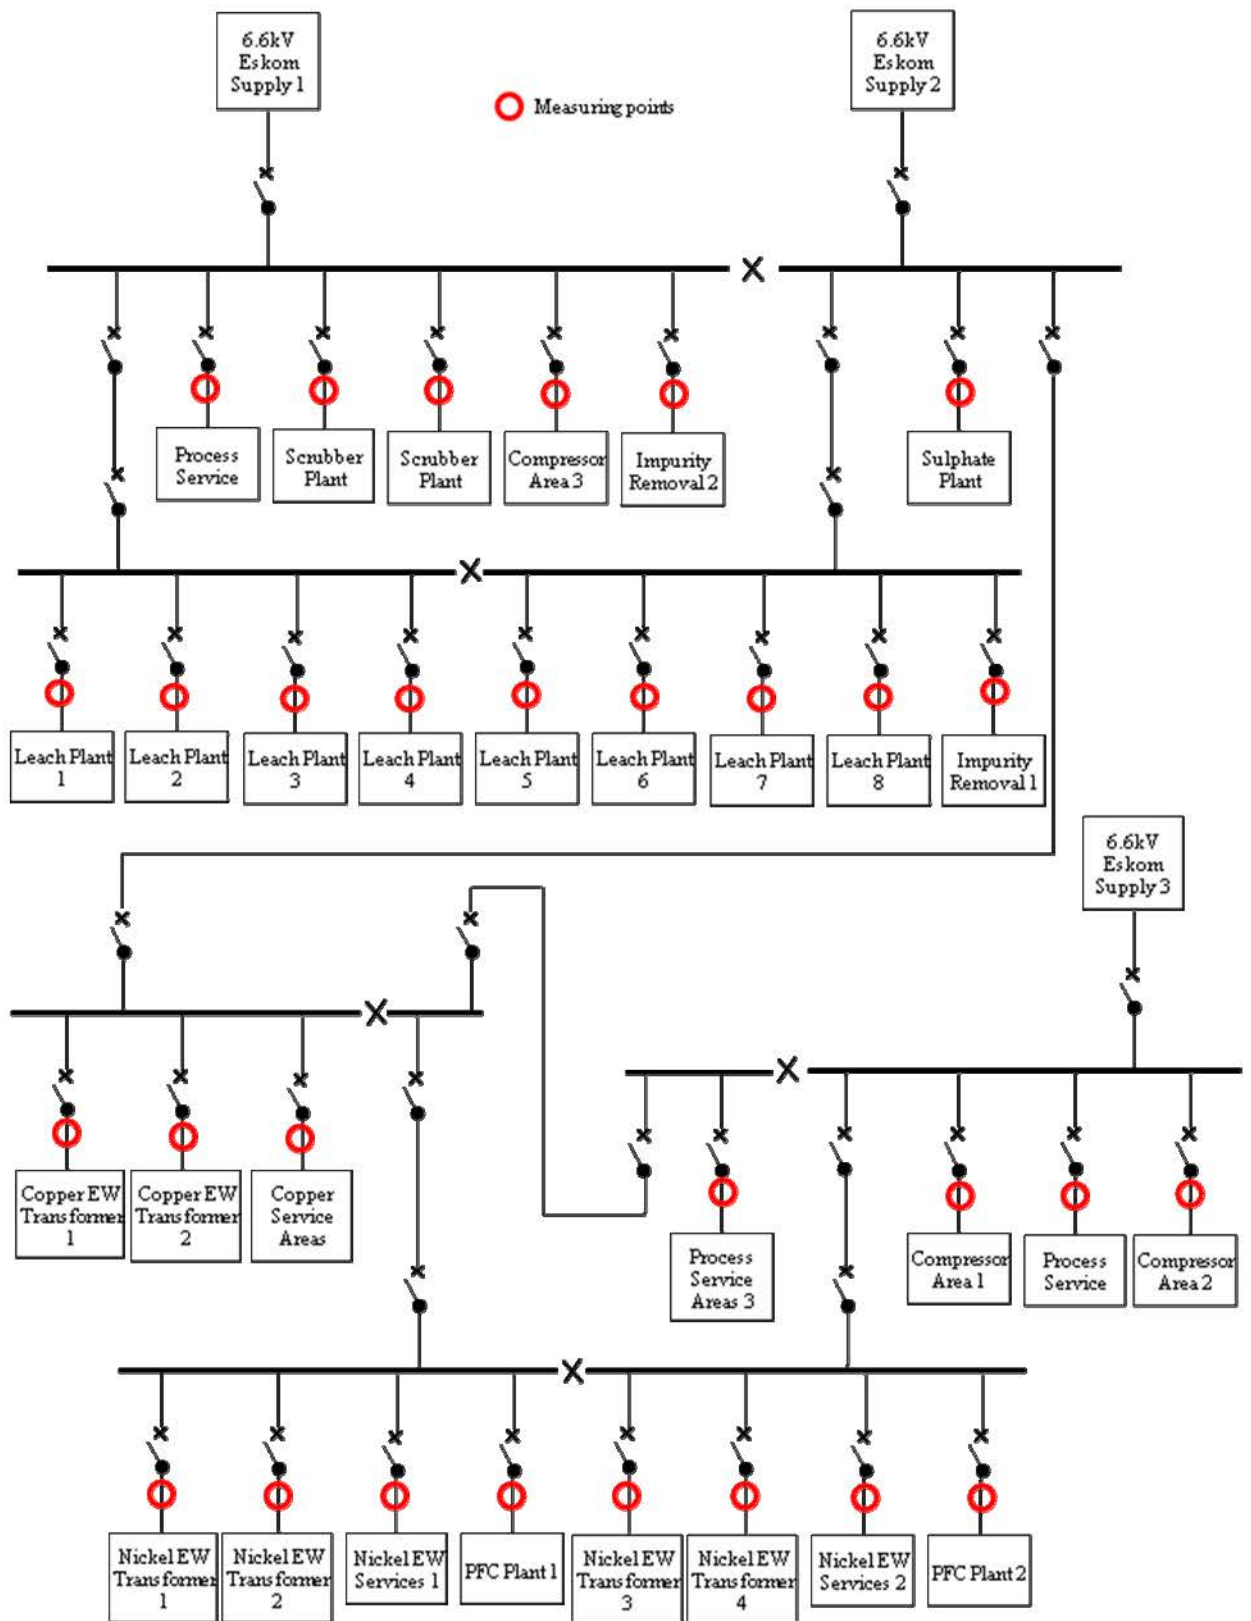 6.6kV
Eskom
Supply 1
6.6kV
Eskom
Supply 2
Measuring points
Process
Service
Scrubber
Plant
Scrubber
Plant
Compressor
Area 3
Impurity
Removal 2
Sulphate
Plant
Leach Plant
1
Leach Plant
2
Leach Plant
3
Leach Plant
4
Leach Plant
5
Leach Plant
6
Leach Plant
7
Leach Plant
8
Impurity
Removal 1
6.6kV
Eskom
Supply 3
Copper EW
Transformer
1
Copper EW
Transformer
2
Copper
Service
Areas
Process
Service
Areas 3
Compressor
Area 1
Process
Service
Compressor
Area 2
Nickel EW
Transformer
1
Nickel EW
Transformer
2
Nickel EW
Services 1
PFC Plant 1
Nickel EW
Transformer
3
Nickel EW
Transformer
4
Nickel EW
Services 2
PFC Plant 2